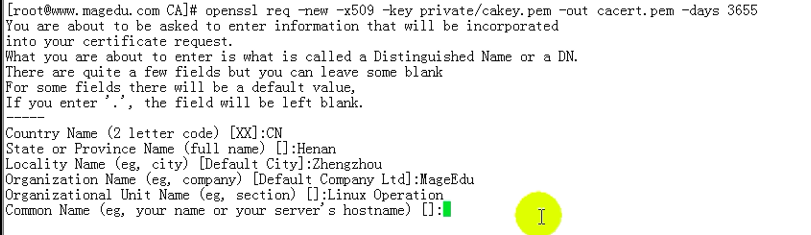 [root@www.magedu.com CA]# openssl req -new -x509 -key private/cakey.pem -out cacert.pem -days 3655
You are about to be asked to enter information that will be incorporated
into your certificate request.
What you are about to enter is what is called a Distinguished Name or a DN.
There are quite a few fields but you can leave some blank
For some fields there will be a default value,
If you enter '.', the field will be left blank.
-----
Country Name (2 letter code) [XX]:CN
State or Province Name (full name) []:Henan
Locality Name (eg, city) [Default City]:Zhengzhou
Organization Name (eg, company) [Default Company Ltd]:MageEdu
Organizational Unit Name (eg, section) []:Linux Operation
Common Name (eg, your name or your server's hostname) []: